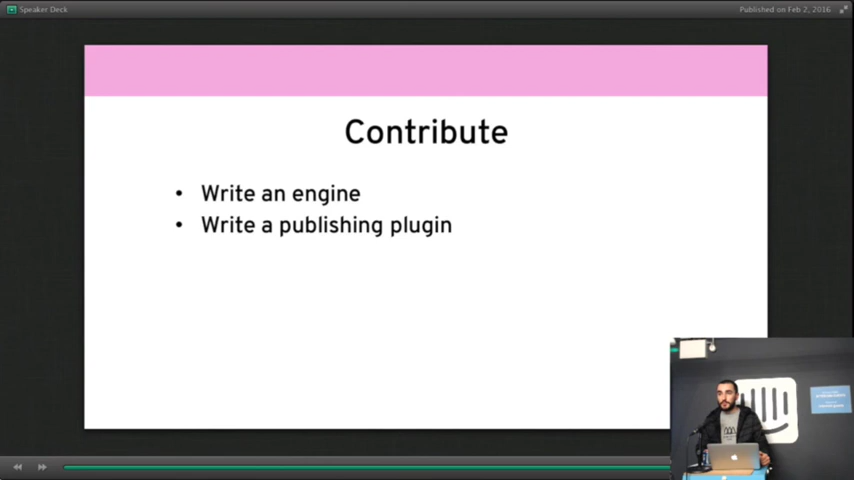 Speaker Deck
Published on Feb 2, 2016
Contribute
• Write an engine
• Write a publishing plugin